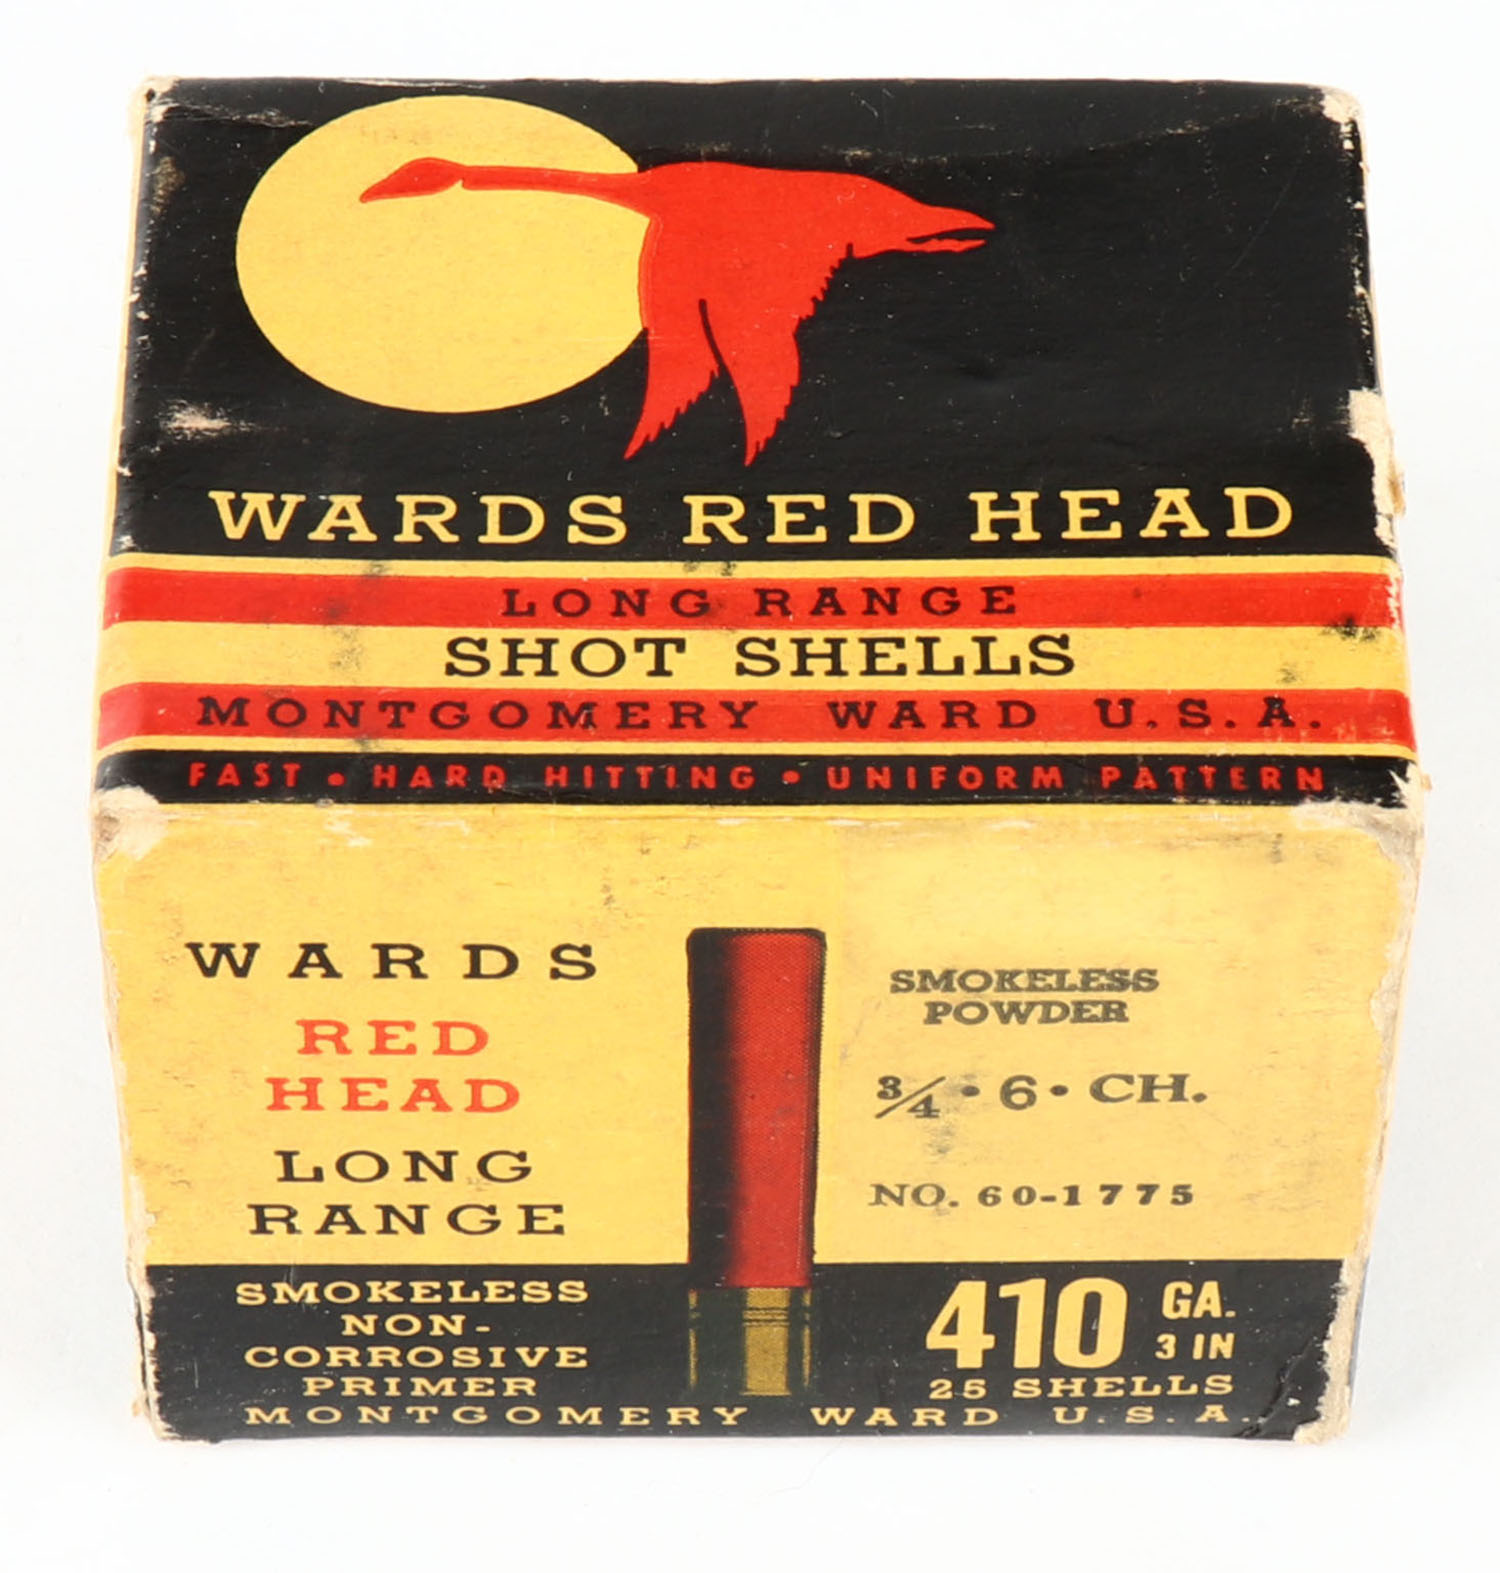 WARDS RED HEAD
LONG RANGE
SHOT SHELLS
MONTGOMERY WARD U.S.A.
FAST • HARD HITTING • UNIFORM PATTERN
WARDS
RED
HEAD
LONG
RANGE
SMOKELESS
POWDER
3/4 • 6 • CH.
NO. 60-1775
SMOKELESS
NON-
CORROSIVE
PRIMER
410 GA.
3 IN
25 SHELLS
MONTGOMERY WARD U.S.A.